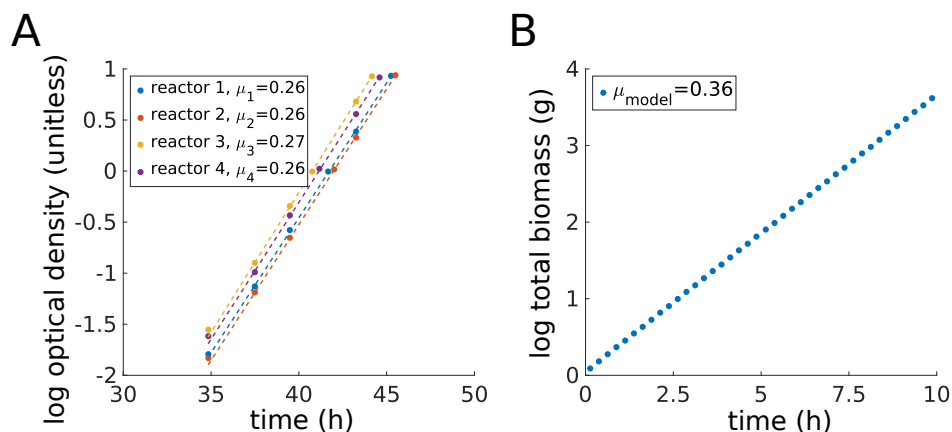 A
log optical density (unitless)
1
0.5
0
-0.5
-1
-1.5
-2
reactor 1, μ1=0.26
reactor 2, μ2=0.26
reactor 3, μ3=0.27
reactor 4, μ4=0.26
30
35
40
45
50
time (h)
B
log total biomass (g)
4
3
2
1
0
μmodel=0.36
0
2.5
5
7.5
10
time (h)